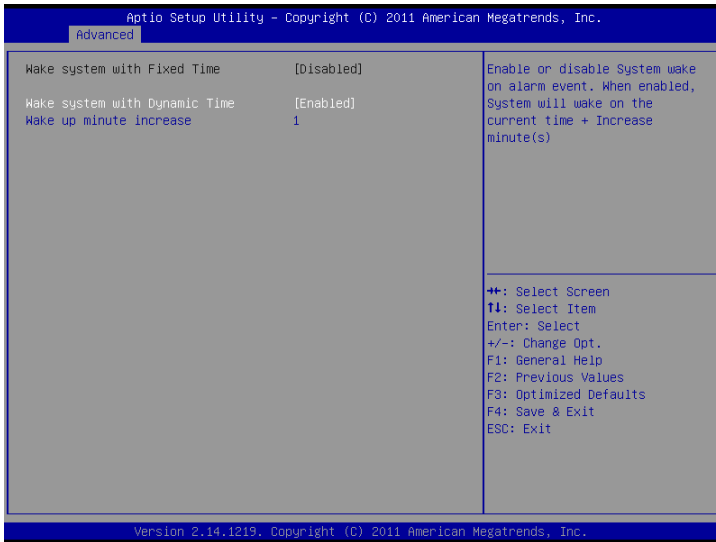 Aptio Setup Utility – Copyright (C) 2011 American Megatrends, Inc.
Advanced
Wake system with Fixed Time [Disabled]
Wake system with Dynamic Time [Enabled]
Wake up minute increase 1
Enable or disable System wake
on alarm event. When enabled,
System will wake on the
current time + Increase
minute(s)
→←: Select Screen
↑↓: Select Item
Enter: Select
+/-: Change Opt.
F1: General Help
F2: Previous Values
F3: Optimized Defaults
F4: Save & Exit
ESC: Exit
Version 2.14.1219. Copyright (C) 2011 American Megatrends, Inc.